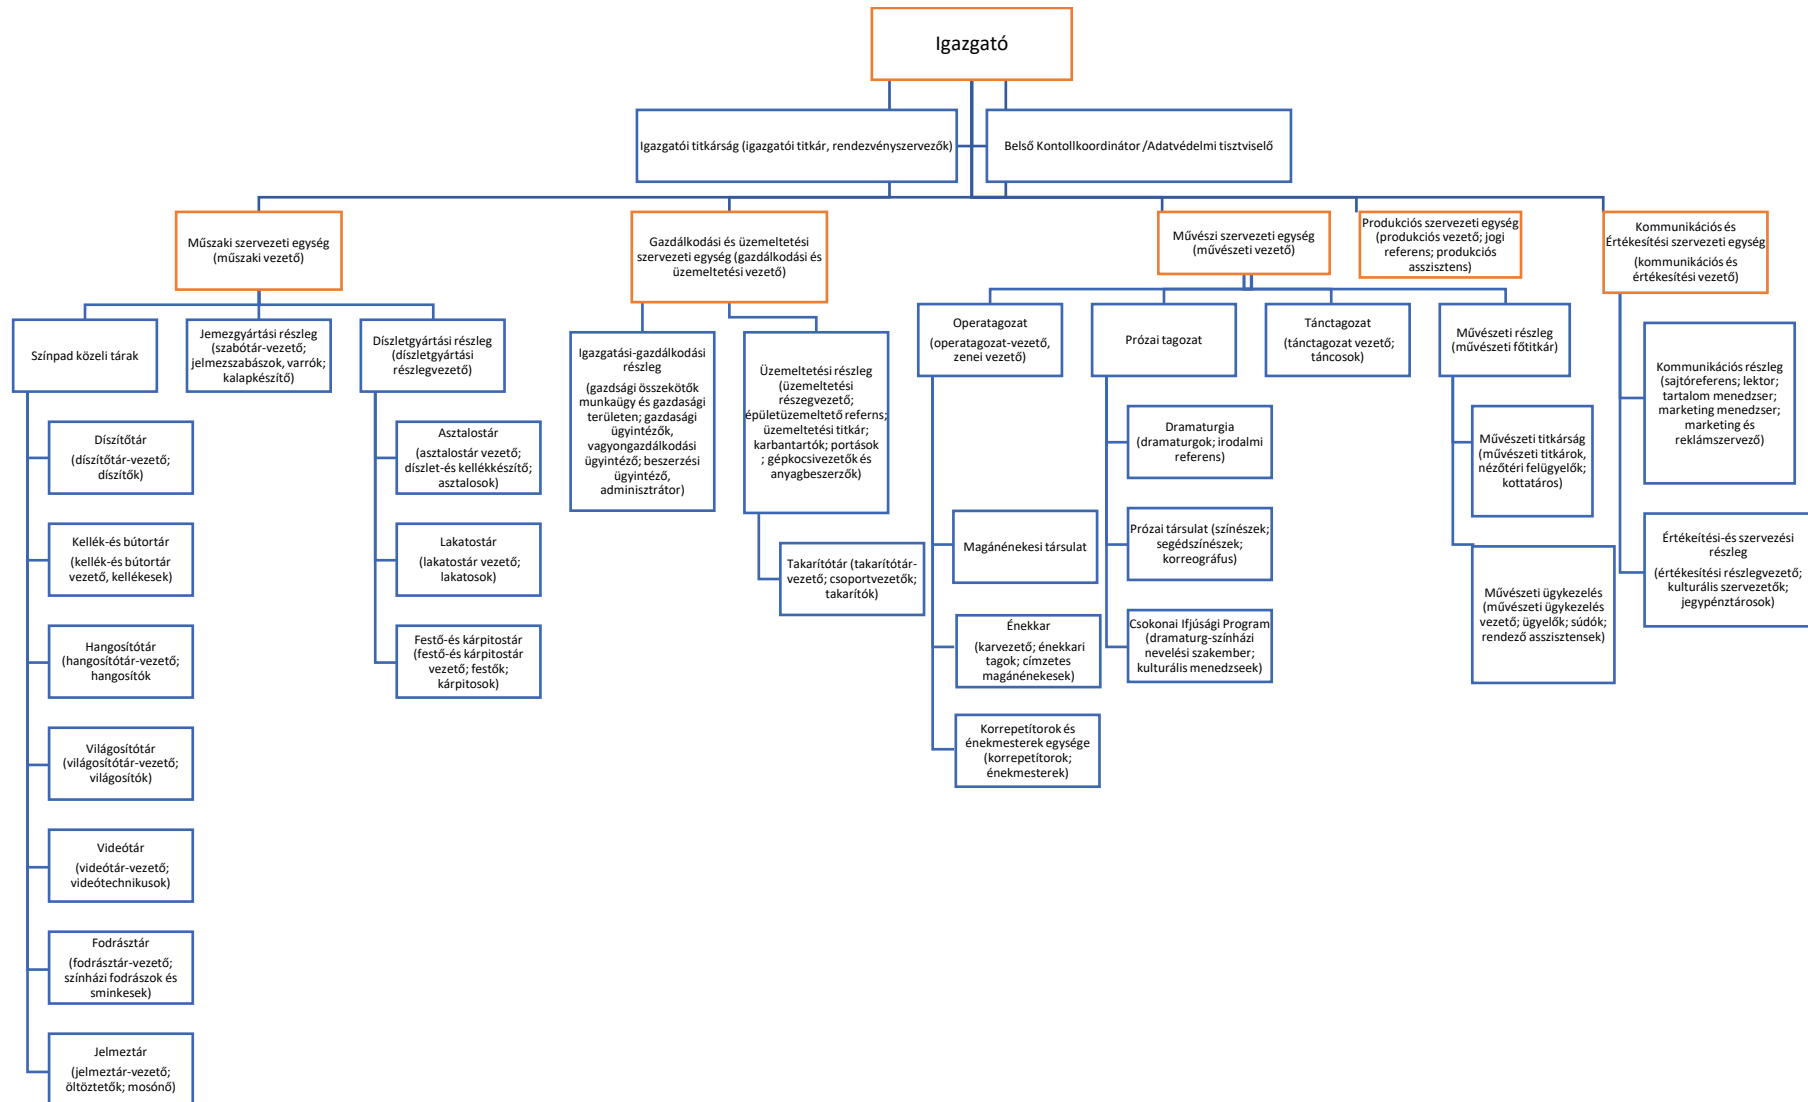 Igazgató
Igazgatói titkárság (igazgatói titkár, rendezvényszervezők)
Belső Kontollkoordinátor /Adatvédelmi tisztviselő
Műszaki szervezeti egység
(műszaki vezető)
Gazdálkodási és üzemeltetési
szervezeti egység (gazdálkodási és
üzemeltetési vezető)
Művészi szervezeti egység
(művészeti vezető)
Produkciós szervezeti egység
(produkciós vezető; jogi
referens; produkciós
asszisztens)
Kommunikációs és
Értékesítési szervezeti egység
(kommunikációs és
értékesítési vezető)
Színpad közeli tárak
Jemezgyártási részleg
(szabótár-vezető;
jelmezszabászok, varrók;
kalapkészítő)
Díszletgyártási részleg
(díszletgyártási
részlegvezető)
Díszítőtár
(díszítőtár-vezető;
díszítők)
Kellék-és bútortár
(kellék-és bútortár
vezető, kellékesek)
Hangosítótár
(hangosítótár-vezető;
hangosítók
Világosítótár
(világosítótár-vezető;
világosítók)
Videótár
(videótár-vezető;
videótechnikusok)
Fodrásztár
(fodrásztár-vezető;
színházi fodrászok és
sminkesek)
Jelmeztár
(jelmeztár-vezető;
öltöztetők; mosónő)
Asztalostár
(asztalostár vezető;
díszlet-és kellékkészítő;
asztalosok)
Lakatostár
(lakatostár vezető;
lakatosok)
Festő-és kárpitostár
(festő-és kárpitostár
vezető; festők;
kárpitosok)
Igazgatási-gazdálkodási
részleg
(gazdsági összekötők
munkaügy és gazdasági
területen; gazdasági
ügyintézők,
vagyongazdálkodási
ügyintéző; beszerzési
ügyintéző,
adminisztrátor)
Üzemeltetési részleg
(üzemeltetési
részegvezető;
épületüzemeltető referns;
üzemeltetési titkár;
karbantartók; portások
; gépkocsivezetők és
anyagbeszerzők)
Takarítótár (takarítótár-
vezető; csoportvezetők;
takarítók)
Operatagozat
(operatagozat-vezető,
zenei vezető)
Magánénekesi társulat
Énekkar
(karvezető; énekkari
tagok; címzetes
magánénekesek)
Korrepetítorok és
énekmesterek egysége
(korrepetítorok;
énekmesterek)
Prózai tagozat
Dramaturgia
(dramaturgok; irodalmi
referens)
Prózai társulat (színészek;
segédszínészek;
korreográfus)
Csokonai Ifjúsági Program
(dramaturg-színházi
nevelési szakember;
kulturális menedzseek)
Tánctagozat
(tánctagozat vezető;
táncosok)
Művészeti részleg
(művészeti főtitkár)
Művészeti titkárság
(művészeti titkárok,
nézőtéri felügyelők;
kottatáros)
Művészeti ügykezelés
(művészeti ügykezelés
vezető; ügyelők; súdók;
rendező asszisztensek)
Kommunikációs részleg
(sajtóreferens; lektor;
tartalom menedzser;
marketing menedzser;
marketing és
reklámszervező)
Értékeítési-és szervezési
részleg
(értékesítési részlegvezető;
kulturális szervezetők;
jegypénztárosok)